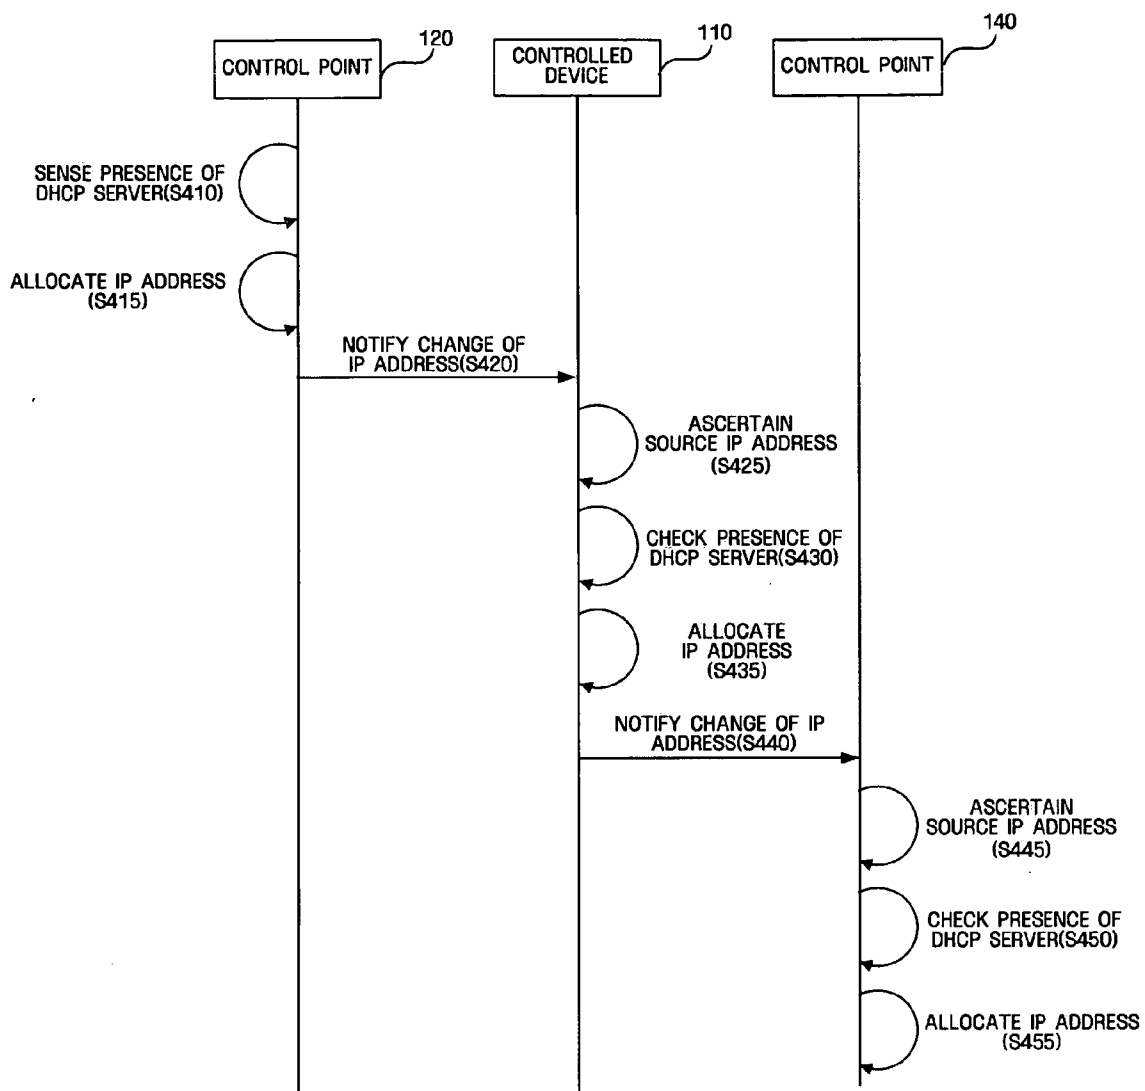 120
CONTROL POINT
110
CONTROLLED
DEVICE
140
CONTROL POINT
SENSE PRESENCE OF
DHCP SERVER(S410)
ALLOCATE IP ADDRESS
(S415)
NOTIFY CHANGE OF
IP ADDRESS(S420)
ASCERTAIN
SOURCE IP ADDRESS
(S425)
CHECK PRESENCE OF
DHCP SERVER(S430)
ALLOCATE
IP ADDRESS
(S435)
NOTIFY CHANGE OF IP
ADDRESS(S440)
ASCERTAIN
SOURCE IP ADDRESS
(S445)
CHECK PRESENCE OF
DHCP SERVER(S450)
ALLOCATE IP ADDRESS
(S455)